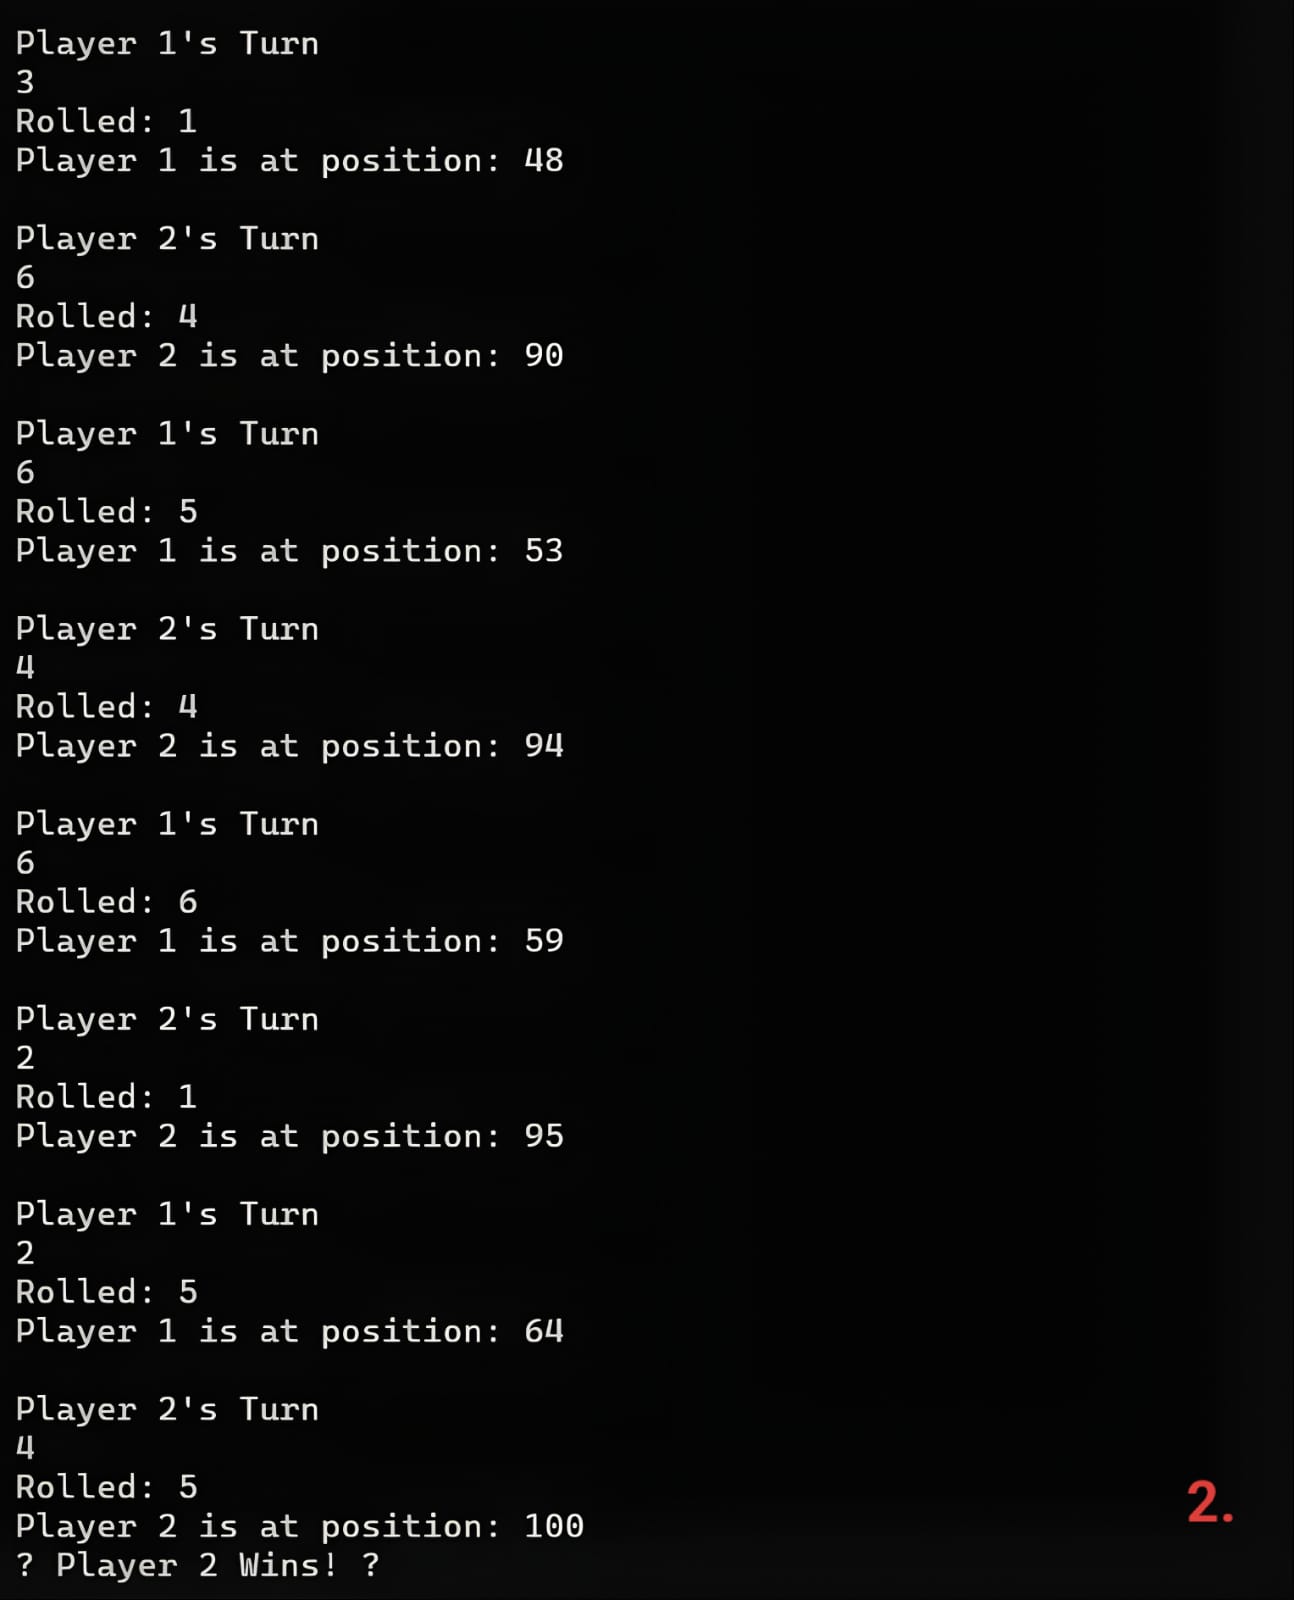 Player 1's Turn
3
Rolled: 1
Player 1 is at position: 48

Player 2's Turn
6
Rolled: 4
Player 2 is at position: 90

Player 1's Turn
6
Rolled: 5
Player 1 is at position: 53

Player 2's Turn
4
Rolled: 4
Player 2 is at position: 94

Player 1's Turn
6
Rolled: 6
Player 1 is at position: 59

Player 2's Turn
2
Rolled: 1
Player 2 is at position: 95

Player 1's Turn
2
Rolled: 5
Player 1 is at position: 64

Player 2's Turn
4
Rolled: 5
Player 2 is at position: 100
? Player 2 Wins! ?
2.